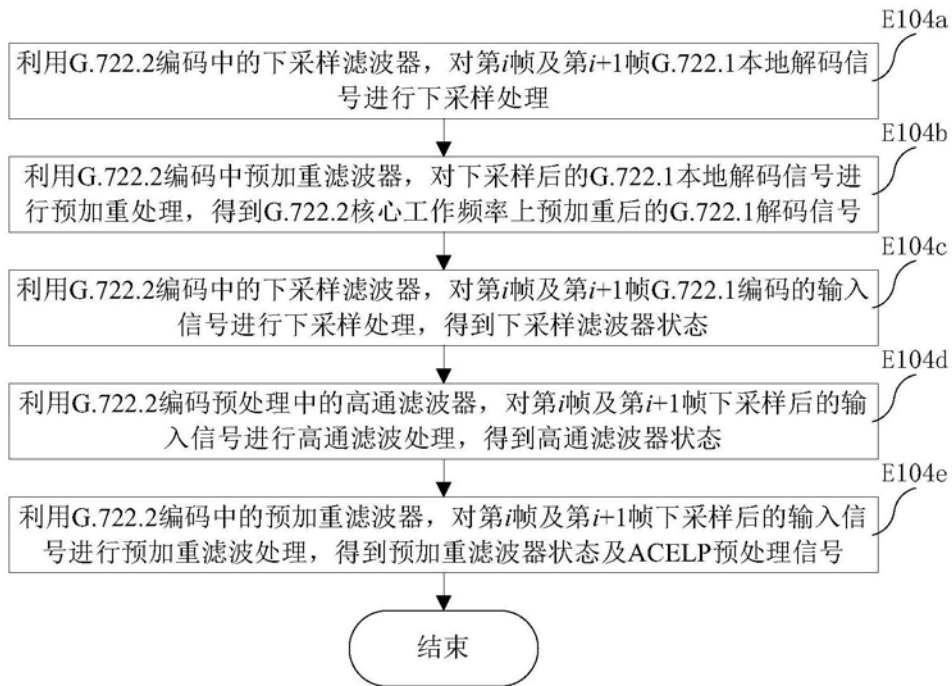 E104a
利用G.722.2编码中的下采样滤波器，对第i帧及第i+1帧G.722.1本地解码信
号进行下采样处理
E104b
利用G.722.2编码中预加重滤波器，对下采样后的G.722.1本地解码信号进
行预加重处理，得到G.722.2核心工作频率上预加重后的G.722.1解码信号
E104c
利用G.722.2编码中的下采样滤波器，对第i帧及第i+1帧G.722.1编码的输入
信号进行下采样处理，得到下采样滤波器状态
E104d
利用G.722.2编码预处理中的高通滤波器，对第i帧及第i+1帧下采样后的输
入信号进行高通滤波处理，得到高通滤波器状态
E104e
利用G.722.2编码中的预加重滤波器，对第i帧及第i+1帧下采样后的输入信
号进行预加重滤波处理，得到预加重滤波器状态及ACELP预处理信号
结束